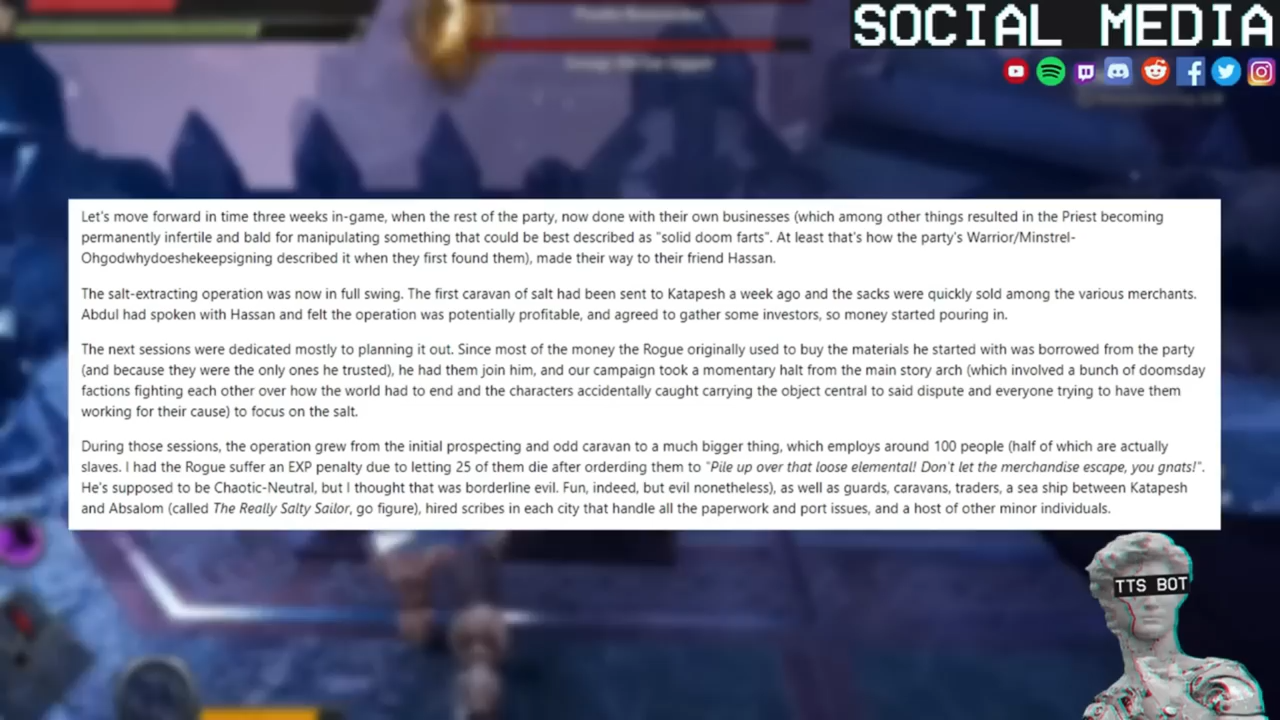 SOCIAL MEDIA
Let's move forward in time three weeks in-game, when the rest of the party, now done with their own businesses (which among other things resulted in the Priest becoming
permanently infertile and bald for manipulating something that could be best described as "solid doom farts". At least that's how the party's Warrior/Minstrel-
Ohgodwhydoeshekeepsigning described it when they first found them), made their way to their friend Hassan.
The salt-extracting operation was now in full swing. The first caravan of salt had been sent to Katapesh a week ago and the sacks were quickly sold among the various merchants.
Abdul had spoken with Hassan and felt the operation was potentially profitable, and agreed to gather some investors, so money started pouring in.
The next sessions were dedicated mostly to planning it out. Since most of the money the Rogue originally used to buy the materials he started with was borrowed from the party
(and because they were the only ones he trusted), he had them join him, and our campaign took a momentary halt from the main story arch (which involved a bunch of doomsday
factions fighting each other over how the world had to end and the characters accidentally caught carrying the object central to said dispute and everyone trying to have them
working for their cause) to focus on the salt.
During those sessions, the operation grew from the initial prospecting and odd caravan to a much bigger thing, which employs around 100 people (half of which are actually
slaves. I had the Rogue suffer an EXP penalty due to letting 25 of them die after orderding them to "Pile up over that loose elemental! Don't let the merchandise escape, you gnats!".
He's supposed to be Chaotic-Neutral, but I thought that was borderline evil. Fun, indeed, but evil nonetheless), as well as guards, caravans, traders, a sea ship between Katapesh
and Absalom (called The Really Salty Sailor, go figure), hired scribes in each city that handle all the paperwork and port issues, and a host of other minor individuals.
TTS BOT